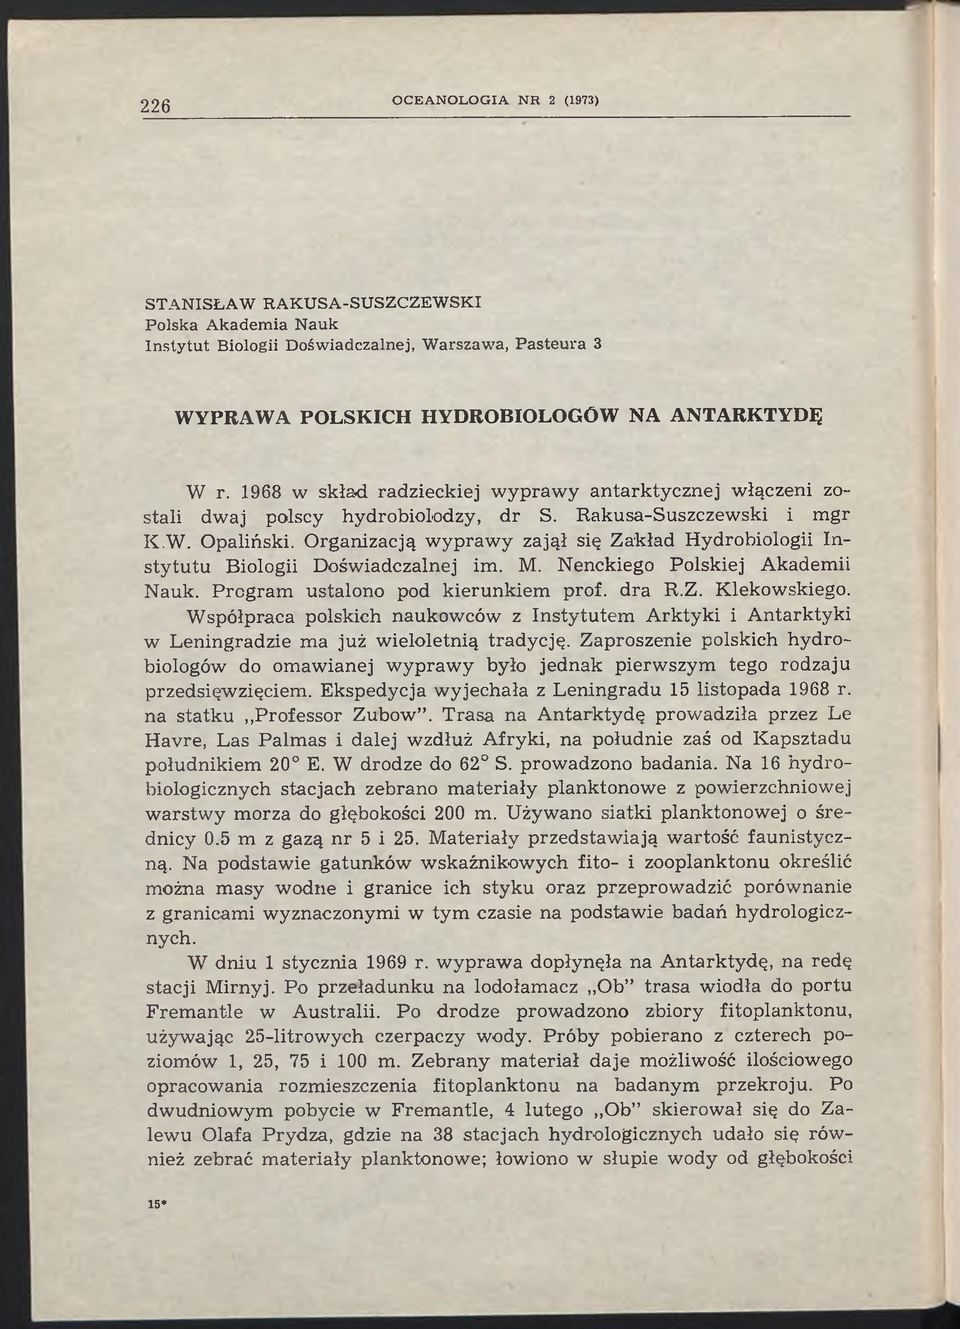 226
OCEANOLOGIA NR 2 (1973)
STANISŁAW RAKUSA-SUSZCZEWSKI
Polska Akademia Nauk
Instytut Biologii Doświadczalnej, Warszawa, Pasteura 3
WYPRAWA POLSKICH HYDROBIOLOGÓW NA ANTARKTYDĘ
W r. 1968 w skład radzieckiej wyprawy antarktycznej włączeni zo-
stali dwaj polscy hydrobiolodzy, dr S. Rakusa-Suszczewski i mgr
K.W. Opaliński. Organizacją wyprawy zajął się Zakład Hydrobiologii In-
stytutu Biologii Doświadczalnej im. M. Nenckiego Polskiej Akademii
Nauk. Program ustalono pod kierunkiem prof. dra R.Z. Klekowskiego.
Współpraca polskich naukowców z Instytutem Arktyki i Antarktyki
w Leningradzie ma już wieloletnią tradycję. Zaproszenie polskich hydro-
biologów do omawianej wyprawy było jednak pierwszym tego rodzaju
przedsięwzięciem. Ekspedycja wyjechała z Leningradu 15 listopada 1968 r.
na statku „Professor Zubow”. Trasa na Antarktydę prowadziła przez Le
Havre, Las Palmas i dalej wzdłuż Afryki, na południe zaś od Kapsztadu
południkiem 20° E. W drodze do 62° S. prowadzono badania. Na 16 hydro-
biologicznych stacjach zebrano materiały planktonowe z powierzchniowej
warstwy morza do głębokości 200 m. Używano siatki planktonowej o śre-
dnicy 0.5 m z gazą nr 5 i 25. Materiały przedstawiają wartość faunistycz-
ną. Na podstawie gatunków wskaźnikowych fito- i zooplanktonu określić
można masy wodne i granice ich styku oraz przeprowadzić porównanie
z granicami wyznaczonymi w tym czasie na podstawie badań hydrologicz-
nych.
W dniu 1 stycznia 1969 r. wyprawa dopłynęła na Antarktydę, na redę
stacji Mirnyj. Po przeładunku na lodołamacz „Ob” trasa wiodła do portu
Fremantle w Australii. Po drodze prowadzono zbiory fitoplanktonu,
używając 25-litrowych czerpaczy wody. Próby pobierano z czterech po-
ziomów 1, 25, 75 i 100 m. Zebrany materiał daje możliwość ilościowego
opracowania rozmieszczenia fitoplanktonu na badanym przekroju. Po
dwudniowym pobycie w Fremantle, 4 lutego „Ob” skierował się do Za-
lewu Olafa Prydza, gdzie na 38 stacjach hydrologicznych udało się rów-
nież zebrać materiały planktonowe; łowiono w słupie wody od głębokości
15*